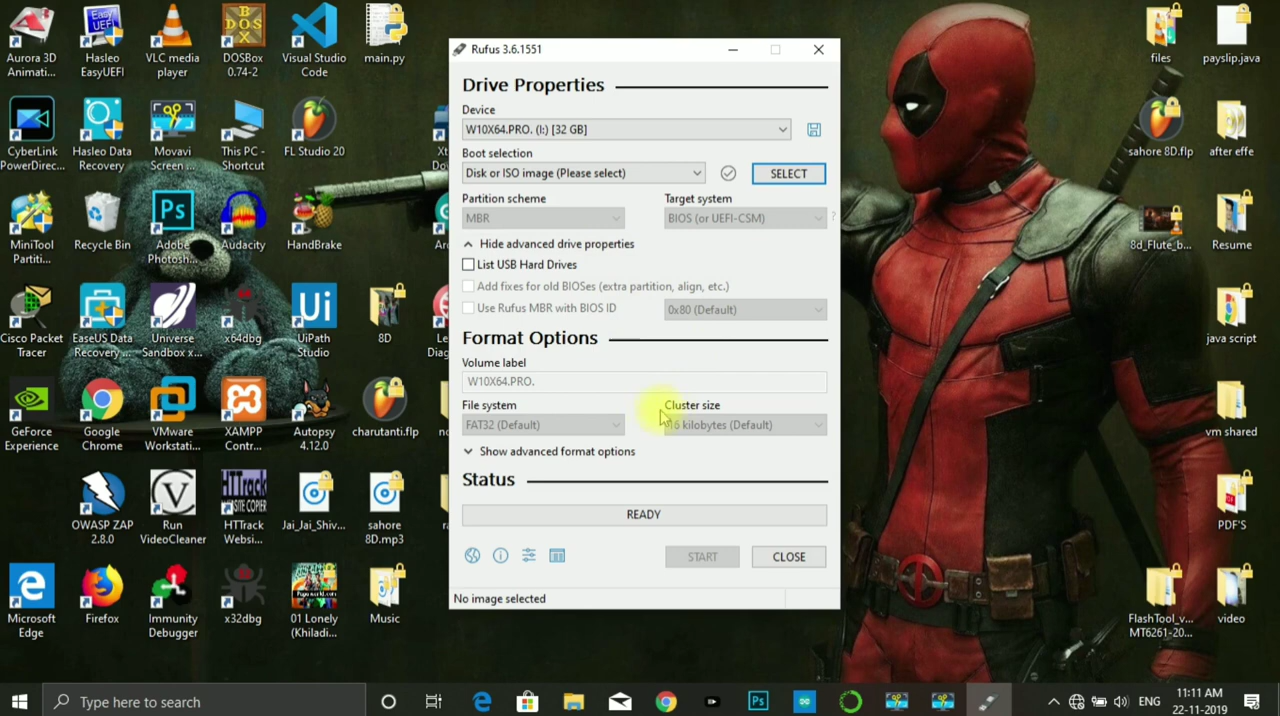 Aurora 3D
Animati...
Hasleo
EasyUEFI
VLC media
player
DOSBox
0.74-2
Visual Studio
Code
main.py
files
payslip.java
CyberLink
PowerDirec...
Hasleo Data
Recovery
Movavi
Screen ...
This PC -
Shortcut
FL Studio 20
sahore 8D.flp
after effe
MiniTool
Partiti...
Recycle Bin
Adobe
Photosh...
Audacity
HandBrake
8d_Flute_b...
Resume
Cisco Packet
Tracer
EaseUS Data
Recovery ...
Universe
Sandbox x...
x64dbg
UiPath
Studio
8D
java script
GeForce
Experience
Google
Chrome
VMware
Workstati...
XAMPP
Contr...
Autopsy
4.12.0
charutanti.flp
vm shared
OWASP ZAP
2.8.0
Run
VideoCleaner
HTTrack
Websi...
Jai_Jai_Shiv...
sahore
8D.mp3
PDF'S
Microsoft
Edge
Firefox
Immunity
Debugger
x32dbg
01 Lonely
(Khiladi...
Music
FlashTool_v...
MT6261-20...
video
Rufus 3.6.1551
Drive Properties
Device
W10X64.PRO. (I:) [32 GB]
Boot selection
Disk or ISO image (Please select)
SELECT
Partition scheme
Target system
MBR
BIOS (or UEFI-CSM)
?
Hide advanced drive properties
List USB Hard Drives
Add fixes for old BIOSes (extra partition, align, etc.)
Use Rufus MBR with BIOS ID
0x80 (Default)
Format Options
Volume label
W10X64.PRO.
File system
Cluster size
FAT32 (Default)
16 kilobytes (Default)
Show advanced format options
Status
READY
START
CLOSE
No image selected
Type here to search
ENG
11:11 AM
22-11-2019